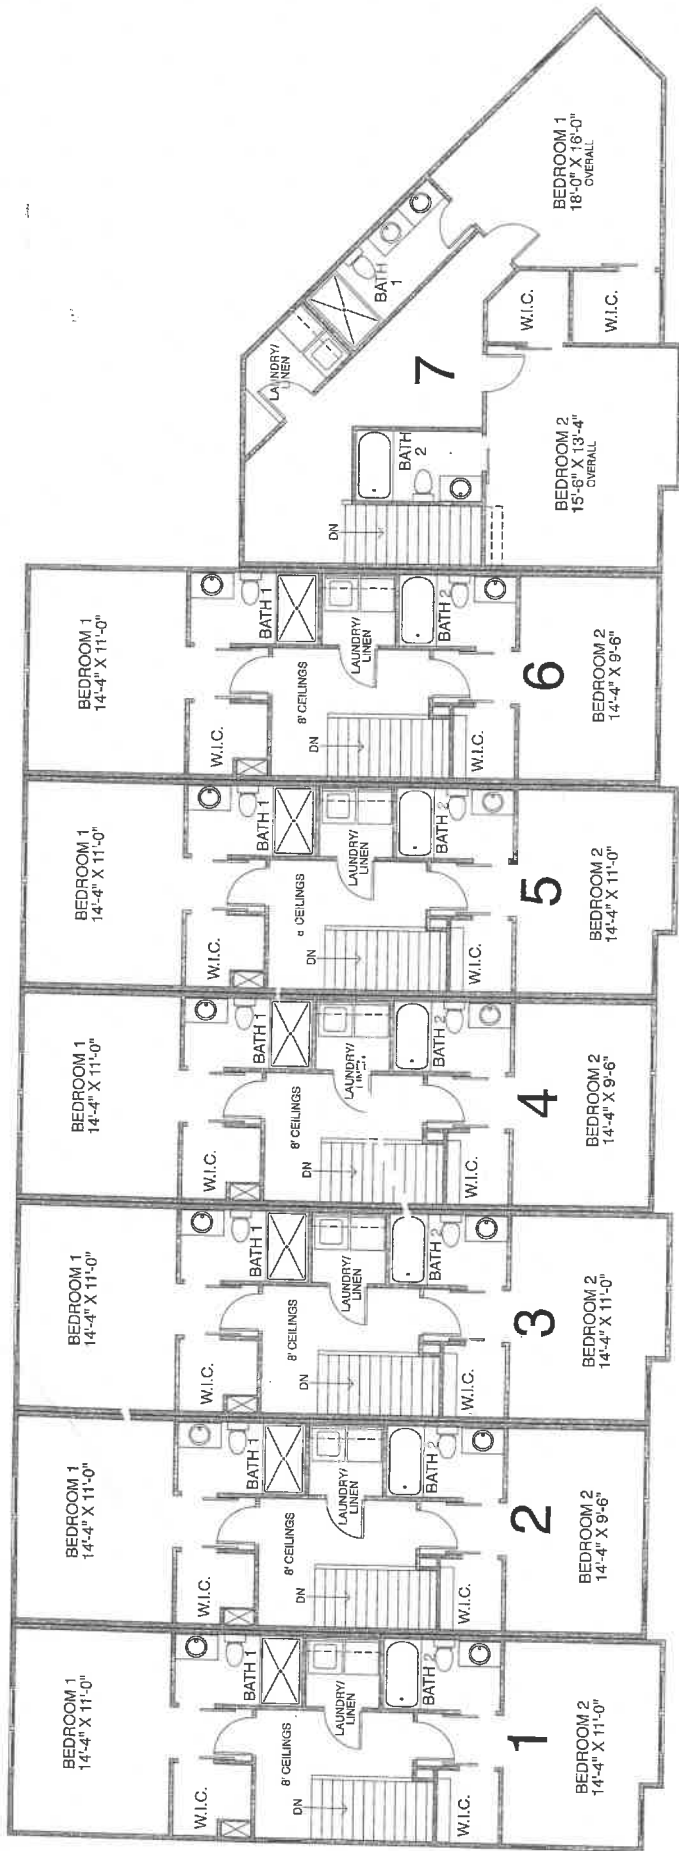 BEDROOM 1
14'-4" X 11'-0"
W.I.C.
BATH 1
8' CEILINGS
DN
LAUNDRY/
LINEN
BATH 2
W.I.C.
1
BEDROOM 2
14'-4" X 11'-0"
BEDROOM 1
14'-4" X 11'-0"
W.I.C.
BATH 1
8' CEILINGS
DN
LAUNDRY/
LINEN
BATH 2
W.I.C.
2
BEDROOM 2
14'-4" X 9'-6"
BEDROOM 1
14'-4" X 11'-0"
W.I.C.
BATH 1
8' CEILINGS
DN
LAUNDRY/
LINEN
BATH 2
W.I.C.
3
BEDROOM 2
14'-4" X 11'-0"
BEDROOM 1
14'-4" X 11'-0"
W.I.C.
BATH 1
8' CEILINGS
DN
LAUNDRY/
BATH 2
W.I.C.
4
BEDROOM 2
14'-4" X 9'-6"
BEDROOM 1
14'-4" X 11'-0"
W.I.C.
BATH 1
CEILINGS
DN
LAUNDRY/
LINEN
BATH 2
W.I.C.
5
BEDROOM 2
14'-4" X 11'-0"
BEDROOM 1
14'-4" X 11'-0"
W.I.C.
BATH 1
8' CEILINGS
DN
LAUNDRY/
LINEN
BATH 2
W.I.C.
6
BEDROOM 2
14'-4" X 9'-6"
LAUNDRY/
LINEN
BATH
1
7
DN
BATH
2
BEDROOM 2
15'-6" X 13'-4"
OVERALL
W.I.C.
W.I.C.
BEDROOM 1
18'-0" X 16'-0"
OVERALL